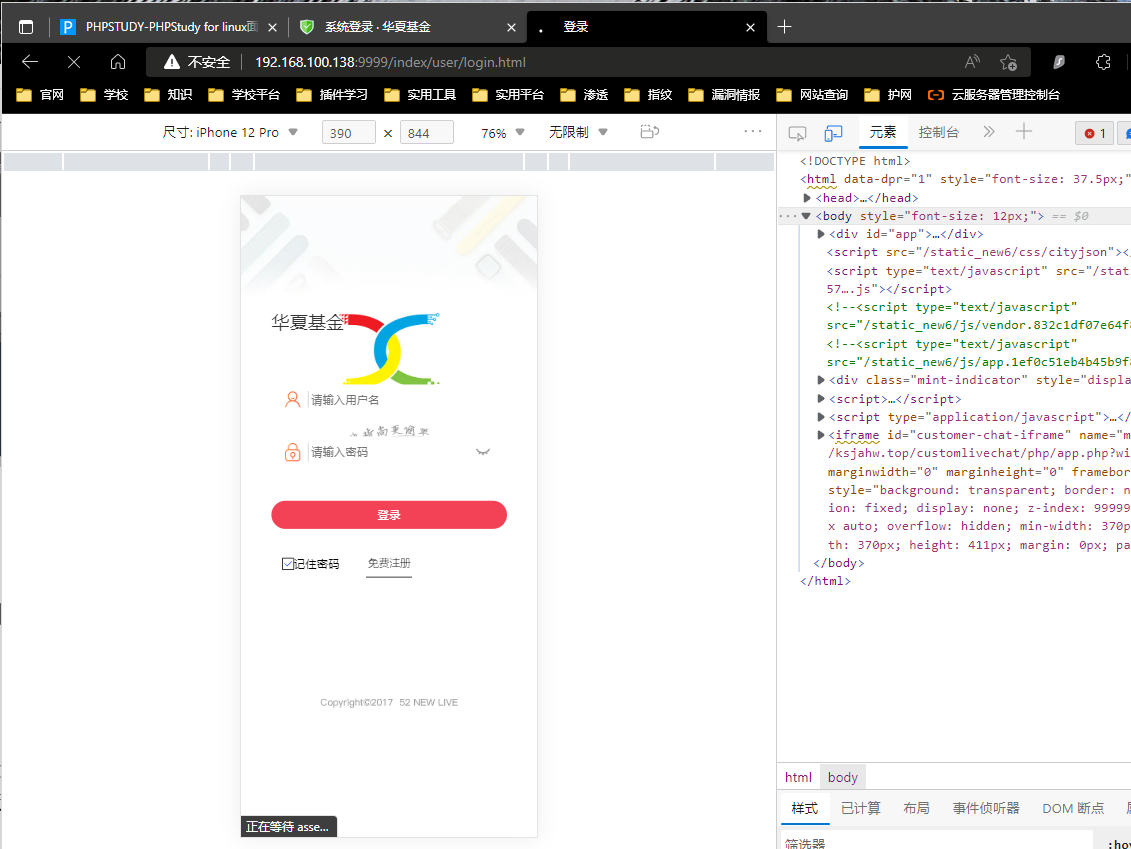 PHPSTUDY-PHPStudy for linux面
系统登录 · 华夏基金
登录
不安全
192.168.100.138:9999/index/user/login.html
官网 学校 知识 学校平台 插件学习 实用工具 实用平台 渗透 指纹 漏洞情报 网站查询 护网 云服务器管理控制台
尺寸: iPhone 12 Pro 390 × 844 76% 无限制
元素 控制台 1
<!DOCTYPE html>
<html data-dpr="1" style="font-size: 37.5px;"
<head>…</head>
<body style="font-size: 12px;"> == $0
<div id="app">…</div>
<script src="/static_new6/css/cityjson"></
<script type="text/javascript" src="/stat
57….js"></script>
<!--<script type="text/javascript"
src="/static_new6/js/vendor.832c1df07e64f8
<!--<script type="text/javascript"
src="/static_new6/js/app.1ef0c51eb4b45b9f8
<div class="mint-indicator" style="displa
<script>…</script>
<script type="application/javascript">…</
<iframe id="customer-chat-iframe" name="m
/ksjahw.top/customlivechat/php/app.php?wi
marginwidth="0" marginheight="0" framebor
style="background: transparent; border: n
ion: fixed; display: none; z-index: 99999
x auto; overflow: hidden; min-width: 370p
th: 370px; height: 411px; margin: 0px; pa
</body>
</html>
华夏基金
请输入用户名
请输入密码
登录
记住密码 免费注册
Copyright©2017 52 NEW LIVE
正在等待 asse...
html body
样式 已计算 布局 事件侦听器 DOM 断点
筛选器 :hov